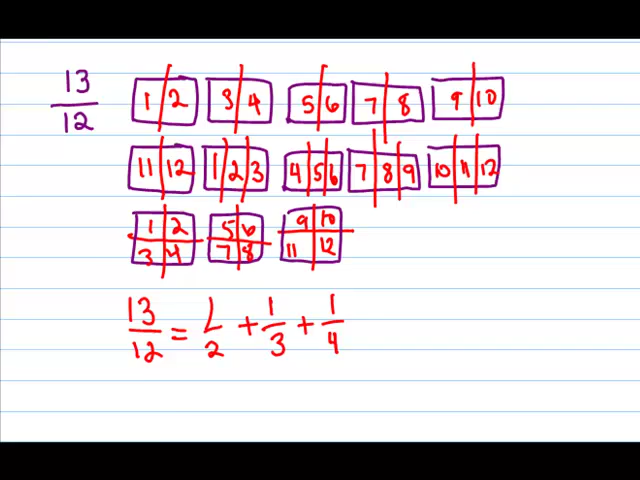 13/12 1 2 3 4 5 6 7 8 9 10
11 12 1 2 3 4 5 6 7 8 9 10 11 12
1 2 5 6 9 10
3 4 7 8 11 12
13/12 = 1/2 + 1/3 + 1/4